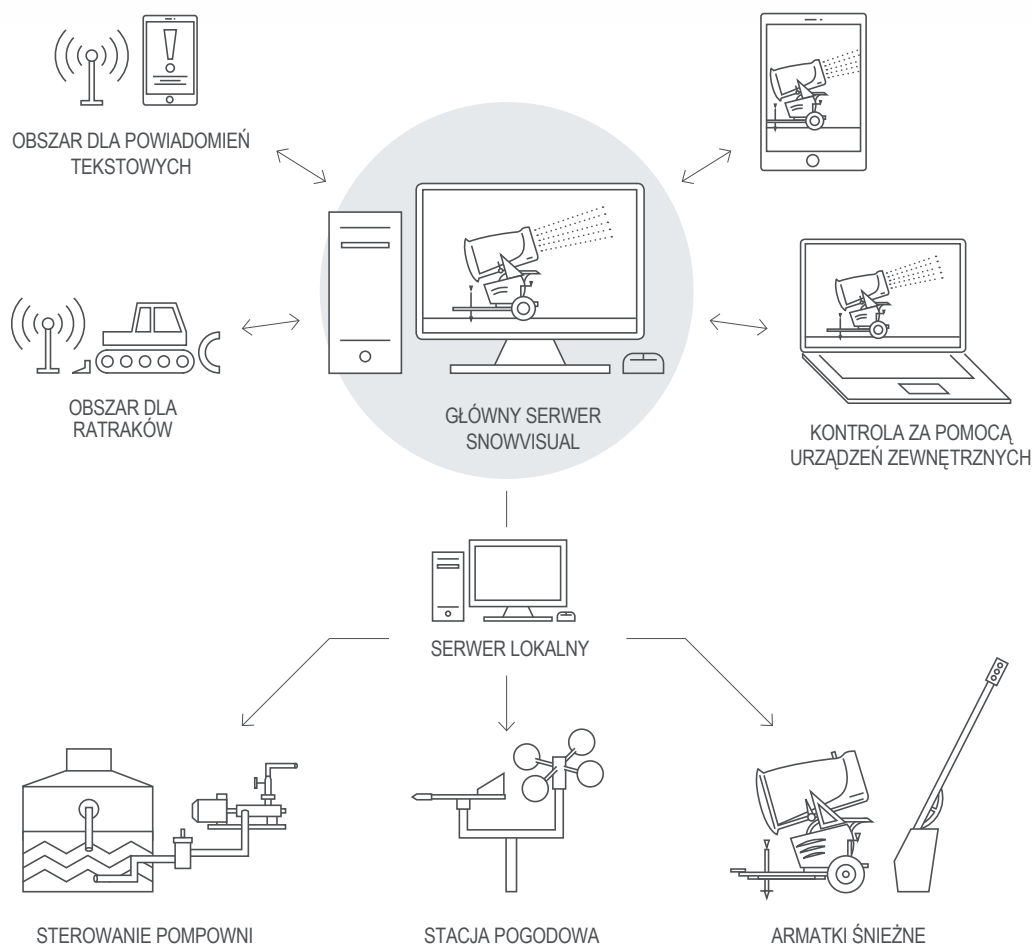 OBSZAR DLA POWIADOMIEŃ
TEKSTOWYCH
OBSZAR DLA
RATRAKÓW
GŁÓWNY SERWER
SNOWVISUAL
KONTROLA ZA POMOCĄ
URZĄDZEŃ ZEWNĘTRZNYCH
SERWER LOKALNY
STEROWANIE POMPOWNI
STACJA POGODOWA
ARMATKI ŚNIEŻNE